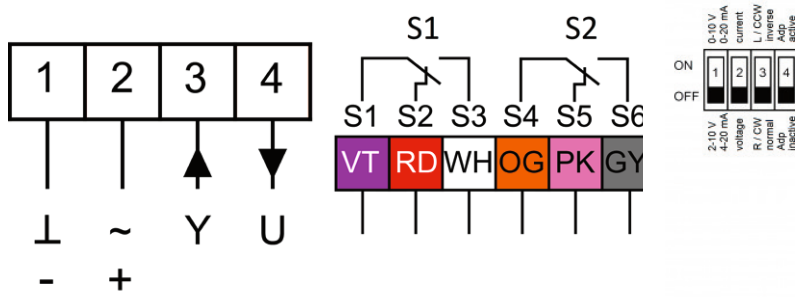 1 2 3 4
⊥ ~ Y U
- +
S1 S2
S1 S2 S3 S4 S5 S6
VT RD WH OG PK GY
0-10 V
0-20 mA
current
L / CCW
inverse
Adp
active
ON
OFF
1 2 3 4
2-10 V
4-20 mA
voltage
R / CW
normal
Adp
inactive